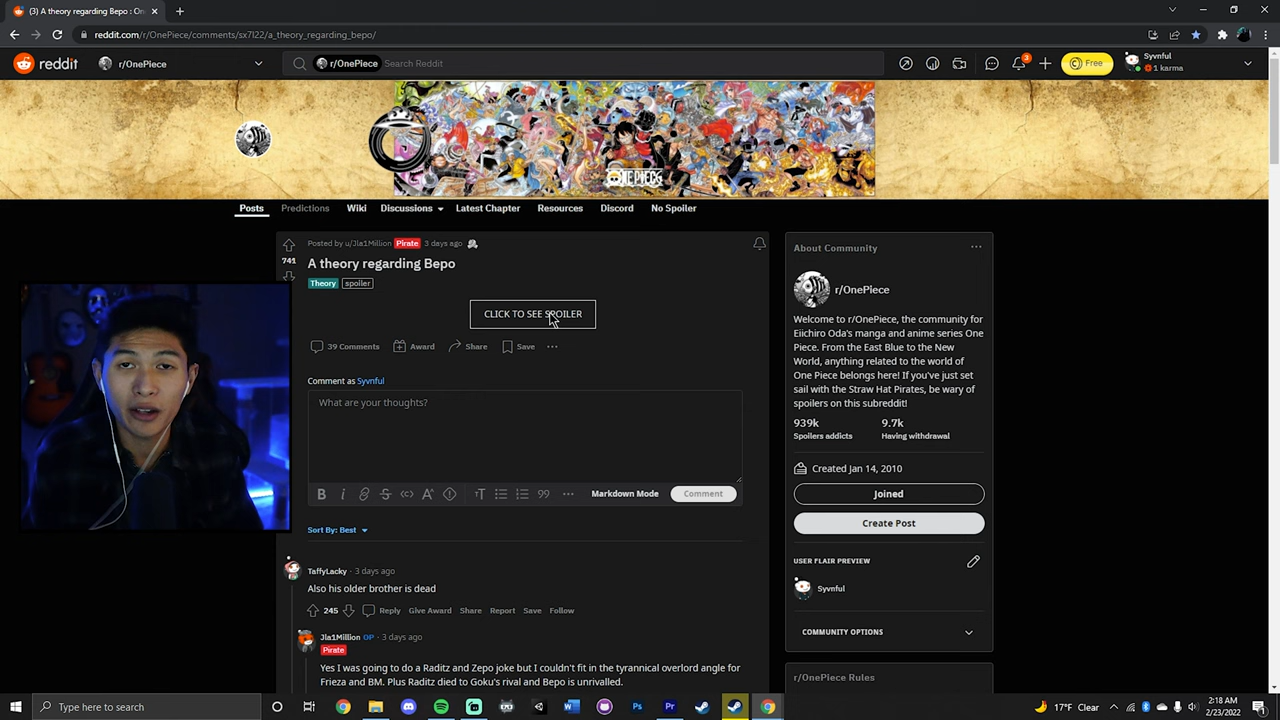 (3) A theory regarding Bepo : On
reddit.com/r/OnePiece/comments/sx7l22/a_theory_regarding_bepo/
reddit
r/OnePiece
r/OnePiece
Search Reddit
3
Free
Syvnful
1 karma
ONE PIECE
Posts
Predictions
Wiki
Discussions
Latest Chapter
Resources
Discord
No Spoiler
Posted by u/Jla1Million Pirate 3 days ago
741
A theory regarding Bepo
Theory spoiler
CLICK TO SEE SPOILER
39 Comments Award Share Save
Comment as Syvnful
What are your thoughts?
Markdown Mode
Comment
Sort By: Best
TaffyLacky · 3 days ago
Also his older brother is dead
245 Reply Give Award Share Report Save Follow
Jla1Million OP · 3 days ago
Pirate
Yes I was going to do a Raditz and Zepo joke but I couldn't fit in the tyrannical overlord angle for
Frieza and BM. Plus Raditz died to Goku's rival and Bepo is unrivalled.
About Community
r/OnePiece
Welcome to r/OnePiece, the community for
Eiichiro Oda's manga and anime series One
Piece. From the East Blue to the New
World, anything related to the world of
One Piece belongs here! If you've just set
sail with the Straw Hat Pirates, be wary of
spoilers on this subreddit!
939k 9.7k
Spoilers addicts Having withdrawal
Created Jan 14, 2010
Joined
Create Post
USER FLAIR PREVIEW
Syvnful
COMMUNITY OPTIONS
r/OnePiece Rules
Type here to search
17°F Clear
2:18 AM
2/23/2022